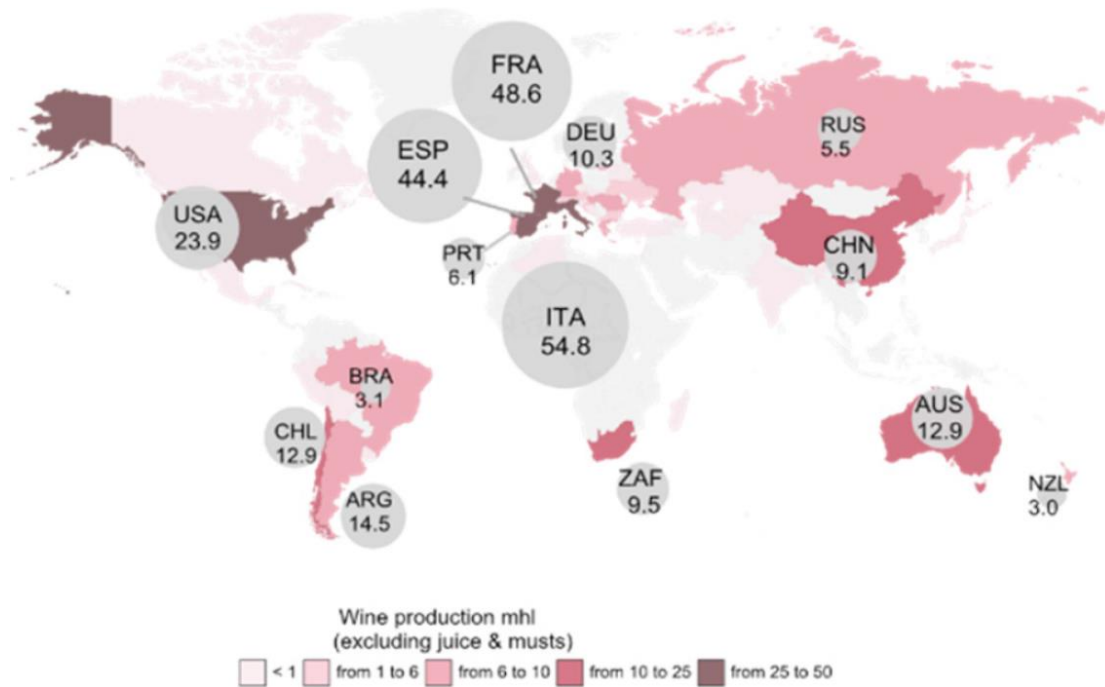 FRA
48.6
ESP
44.4
DEU
10.3
RUS
5.5
USA
23.9
PRT
6.1
CHN
9.1
ITA
54.8
BRA
3.1
CHL
12.9
ARG
14.5
ZAF
9.5
AUS
12.9
NZL
3.0
Wine production mhl
(excluding juice & musts)
< 1 from 1 to 6 from 6 to 10 from 10 to 25 from 25 to 50